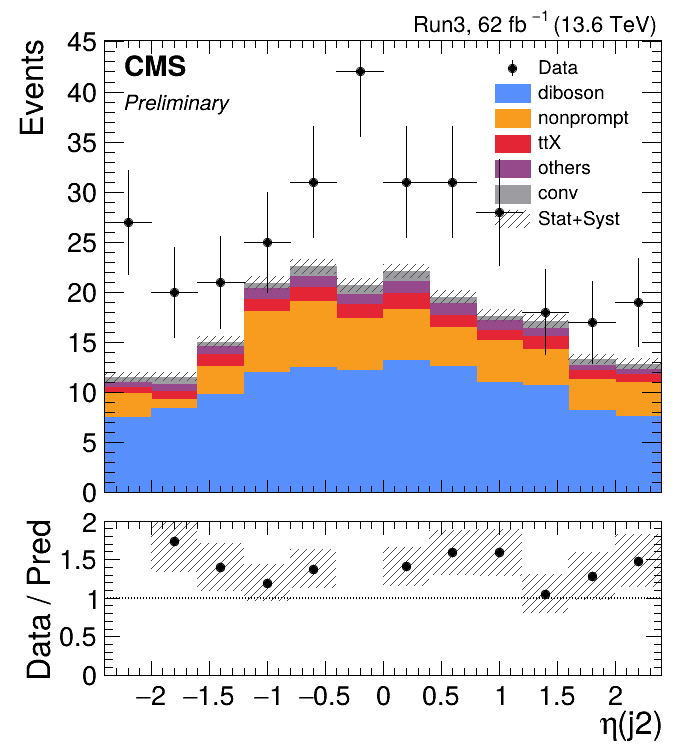 Run3, 62 fb⁻¹ (13.6 TeV)
Events
45
40
35
30
25
20
15
10
5
0
CMS
Preliminary
Data
diboson
nonprompt
ttX
others
conv
Stat+Syst
Data / Pred
2
1.5
1
0.5
0
−2 −1.5 −1 −0.5 0 0.5 1 1.5 2
η(j2)